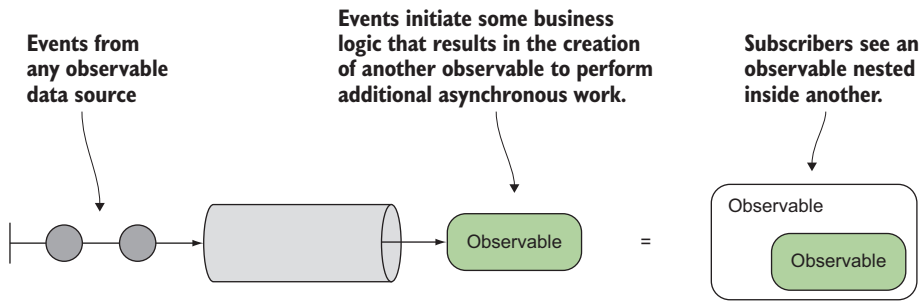 Events from
any observable
data source
Events initiate some business
logic that results in the creation
of another observable to perform
additional asynchronous work.
Subscribers see an
observable nested
inside another.
Observable
=
Observable
Observable